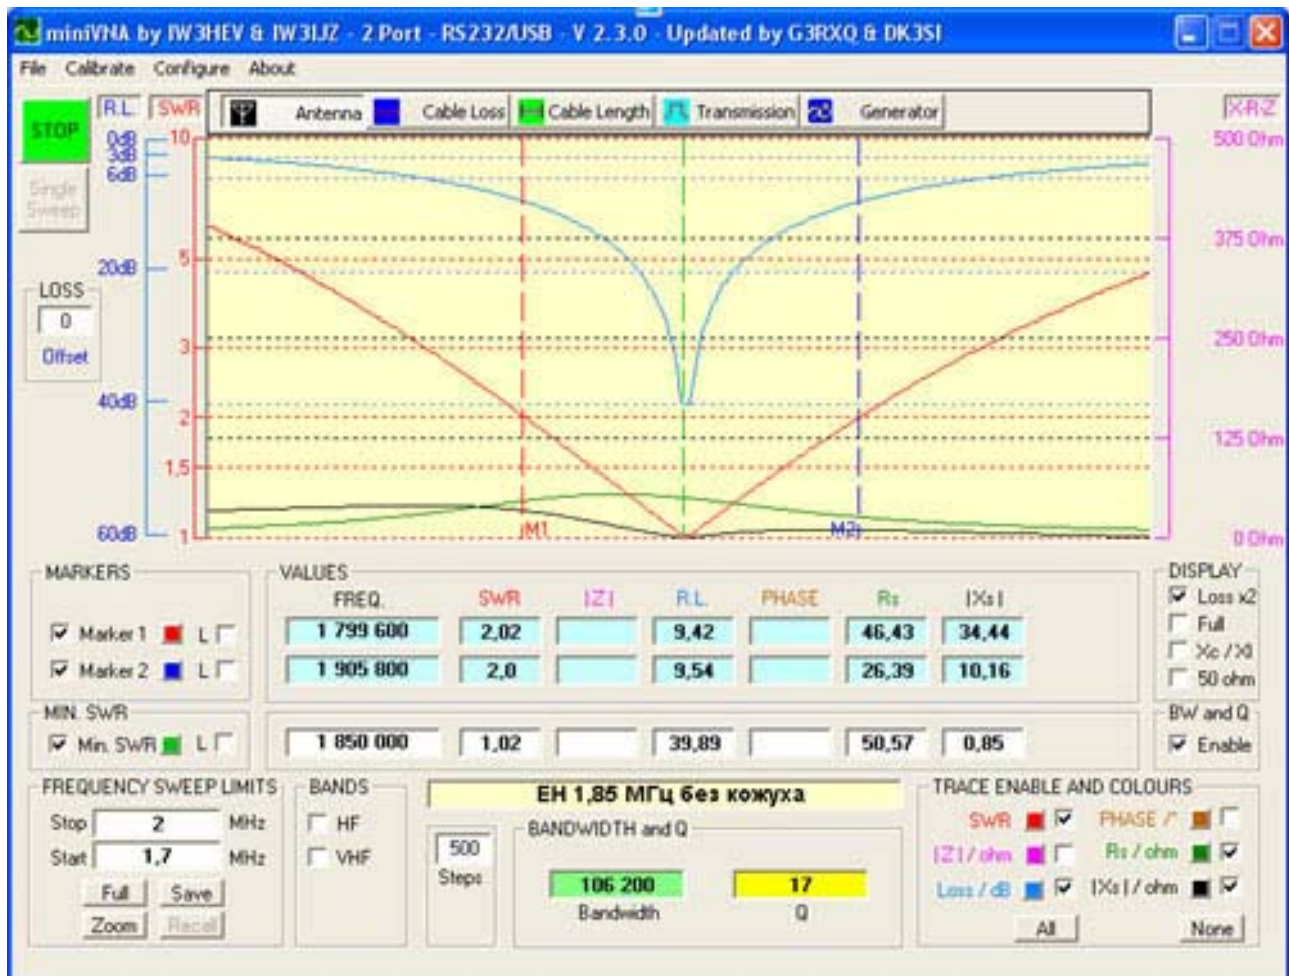 miniVNA by IW3HEV & IW3IJZ - 2 Port - RS232/USB - V 2.3.0 - Updated by G3RXQ & DK3SI
File Calibrate Configure About
R.L. SWR Antenna Cable Loss Cable Length Transmission Generator X-R-Z
STOP
Single Sweep
0dB 10 500 Ohm
3dB
6dB
375 Ohm
5
20dB
LOSS
0
Offset
3 250 Ohm
40dB
2
125 Ohm
1,5
M1 M2
60dB 1 0 Ohm
MARKERS VALUES DISPLAY
FREQ. SWR |Z| R.L. PHASE Rs |Xs| Loss x2
Marker 1 L 1 799 600 2,02 9,42 46,43 34,44 Full
Xc / Xl
Marker 2 L 1 905 800 2,0 9,54 26,39 10,16 50 ohm
MIN. SWR BW and Q
Min. SWR L 1 850 000 1,02 39,89 50,57 0,85 Enable
FREQUENCY SWEEP LIMITS BANDS ЕН 1,85 МГц без кожуха TRACE ENABLE AND COLOURS
Stop 2 MHz HF BANDWIDTH and Q SWR PHASE /°
Start 1,7 MHz VHF 500 Steps |Z| / ohm Rs / ohm
Full Save 106 200 17 Loss / dB |Xs| / ohm
Bandwidth Q
Zoom Recall All None